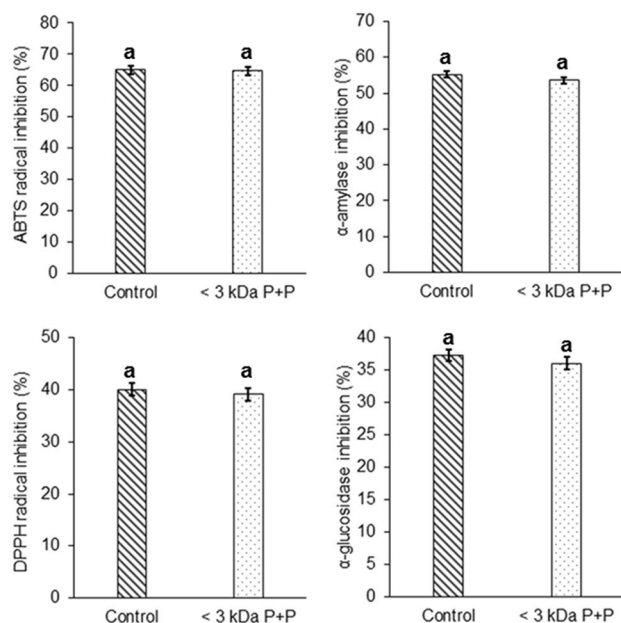 ABTS radical inhibition (%)
80
70
60
50
40
30
20
10
0
a
a
Control
< 3 kDa P+P
α-amylase inhibition (%)
70
60
50
40
30
20
10
0
a
a
Control
< 3 kDa P+P
DPPH radical inhibition (%)
50
40
30
20
10
0
a
a
Control
< 3 kDa P+P
α-glucosidase inhibition (%)
40
35
30
25
20
15
10
5
0
a
a
Control
< 3 kDa P+P